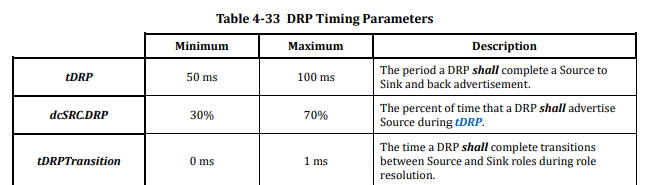 Table 4-33 DRP Timing Parameters
Minimum Maximum Description
tDRP 50 ms 100 ms The period a DRP shall complete a Source to
Sink and back advertisement.
dcSRC.DRP 30% 70% The percent of time that a DRP shall advertise
Source during tDRP.
tDRPTransition 0 ms 1 ms The time a DRP shall complete transitions
between Source and Sink roles during role
resolution.